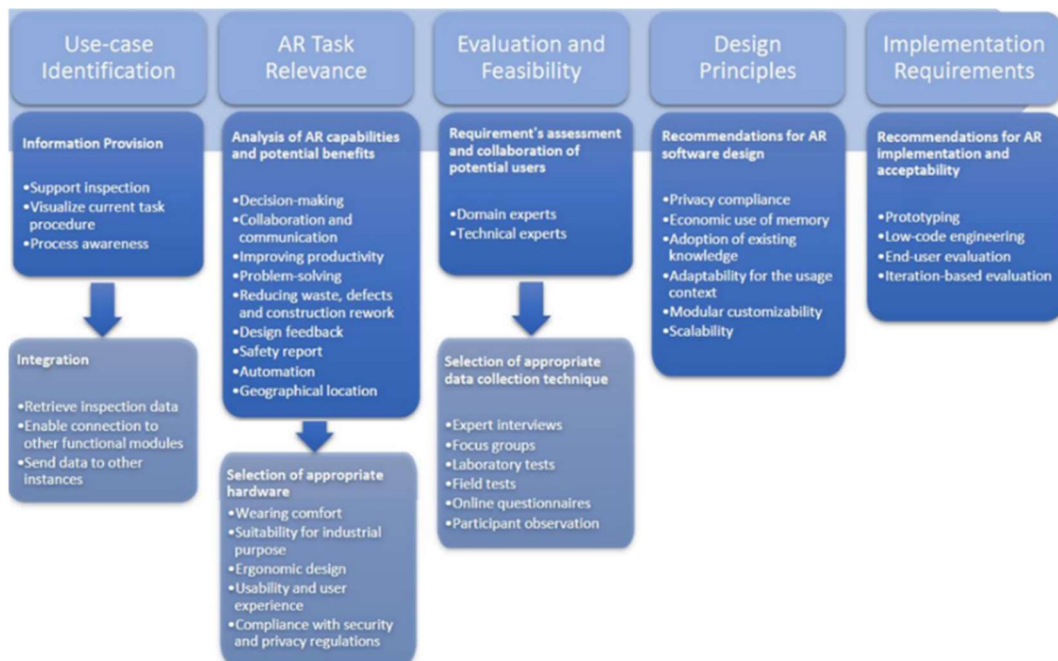 Use-case
Identification
AR Task
Relevance
Evaluation and
Feasibility
Design
Principles
Implementation
Requirements
Information Provision
•Support inspection
•Visualize current task
procedure
•Process awareness
Integration
•Retrieve inspection data
•Enable connection to
other functional modules
•Send data to other
instances
Analysis of AR capabilities
and potential benefits
•Decision-making
•Collaboration and
communication
•Improving productivity
•Problem-solving
•Reducing waste, defects
and construction rework
•Design feedback
•Safety report
•Automation
•Geographical location
Selection of appropriate
hardware
•Wearing comfort
•Suitability for industrial
purpose
•Ergonomic design
•Usability and user
experience
•Compliance with security
and privacy regulations
Requirement's assessment
and collaboration of
potential users
•Domain experts
•Technical experts
Selection of appropriate
data collection technique
•Expert interviews
•Focus groups
•Laboratory tests
•Field tests
•Online questionnaires
•Participant observation
Recommendations for AR
software design
•Privacy compliance
•Economic use of memory
•Adoption of existing
knowledge
•Adaptability for the usage
context
•Modular customizability
•Scalability
Recommendations for AR
implementation and
acceptability
•Prototyping
•Low-code engineering
•End-user evaluation
•Iteration-based evaluation